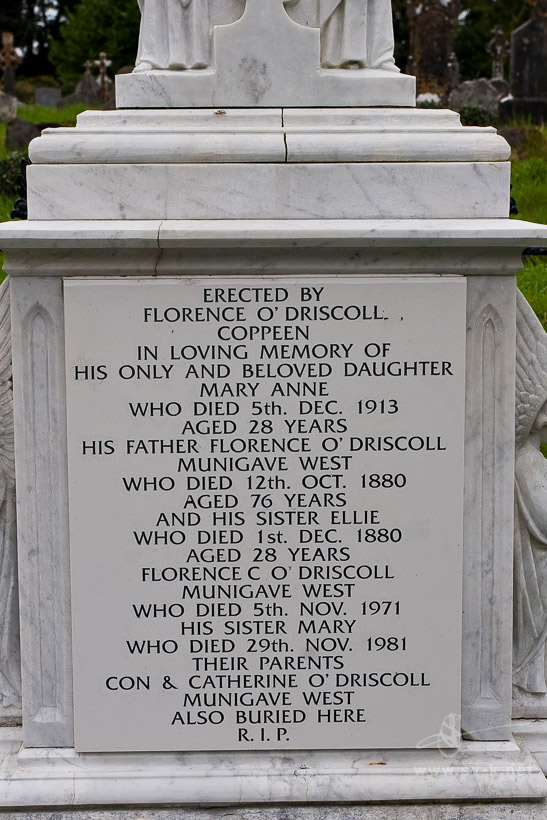 ERECTED BY
FLORENCE O' DRISCOLL
COPPEEN
IN LOVING MEMORY OF
HIS ONLY AND BELOVED DAUGHTER
MARY ANNE
WHO DIED 5th. DEC. 1913
AGED 28 YEARS
HIS FATHER FLORENCE O' DRISCOLL
MUNIGAVE WEST
WHO DIED 12th. OCT. 1880
AGED 76 YEARS
AND HIS SISTER ELLIE
WHO DIED 1st. DEC. 1880
AGED 28 YEARS
FLORENCE C O' DRISCOLL
MUNIGAVE WEST
WHO DIED 5th. NOV. 1971
HIS SISTER MARY
WHO DIED 29th. NOV. 1981
THEIR PARENTS
CON & CATHERINE O' DRISCOLL
MUNIGAVE WEST
ALSO BURIED HERE
R. I. P.